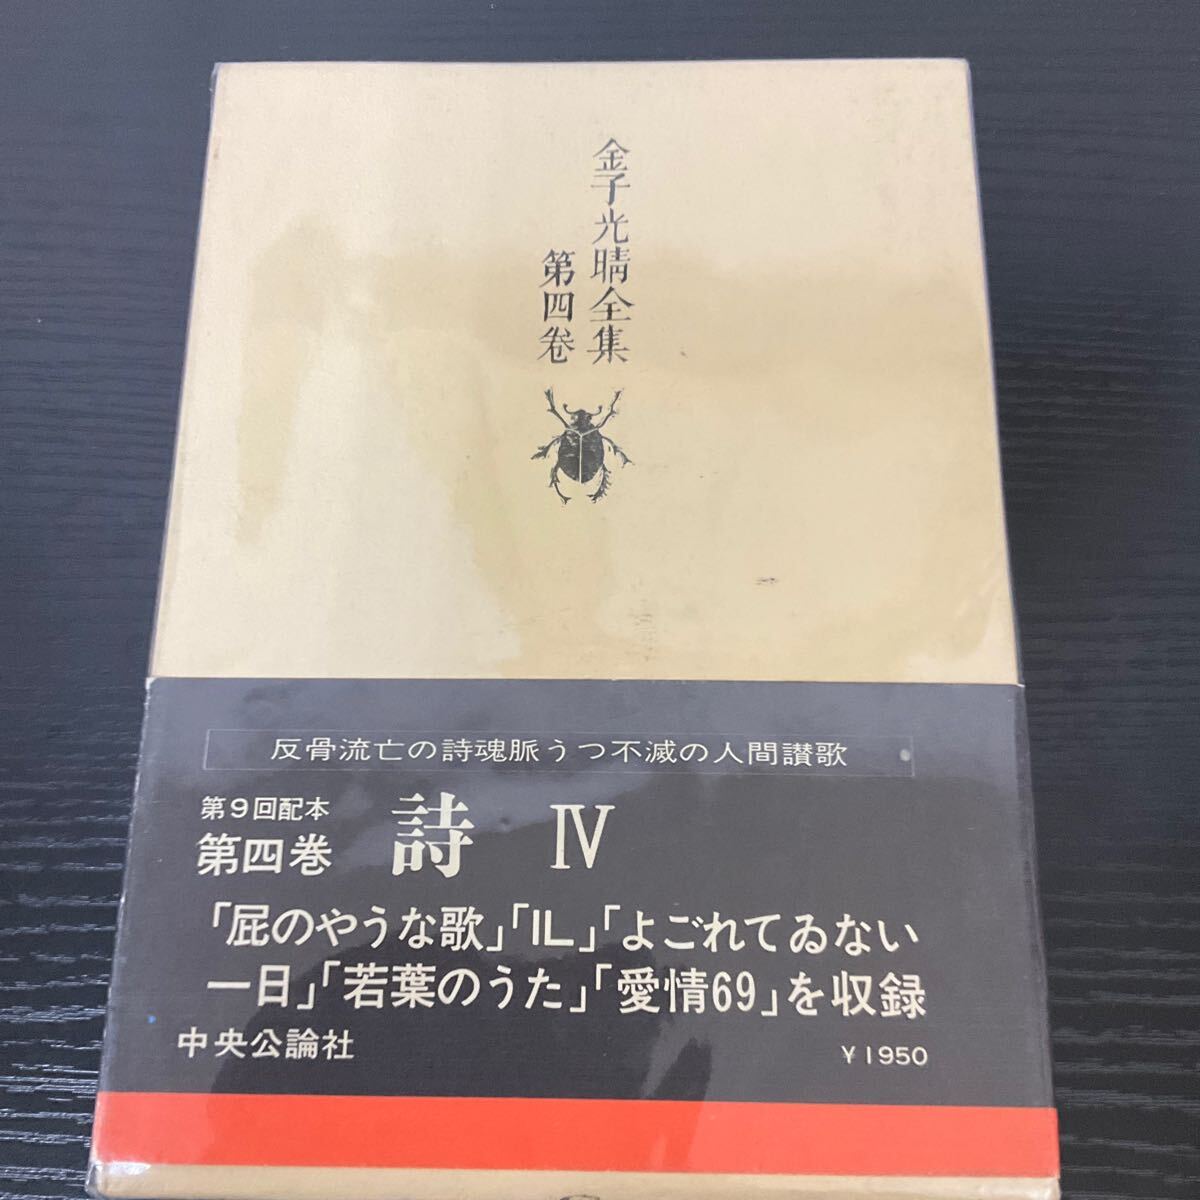 金子光晴全集
第四巻
反骨流亡の詩魂脈うつ不滅の人間讃歌
第9回配本
第四巻 詩 Ⅳ
「屁のやうな歌」「IL」「よごれてゐない
一日」「若葉のうた」「愛情69」を収録
中央公論社
¥1950